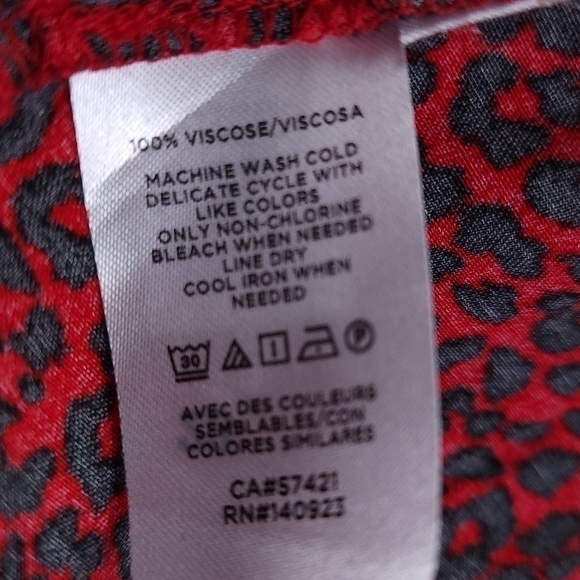 100% VISCOSE/VISCOSA
MACHINE WASH COLD
DELICATE CYCLE WITH
LIKE COLORS
ONLY NON-CHLORINE
BLEACH WHEN NEEDED
LINE DRY
COOL IRON WHEN
NEEDED
30 P
AVEC DES COULEURS
SEMBLABLES/CON
COLORES SIMILARES
CA#57421
RN#140923